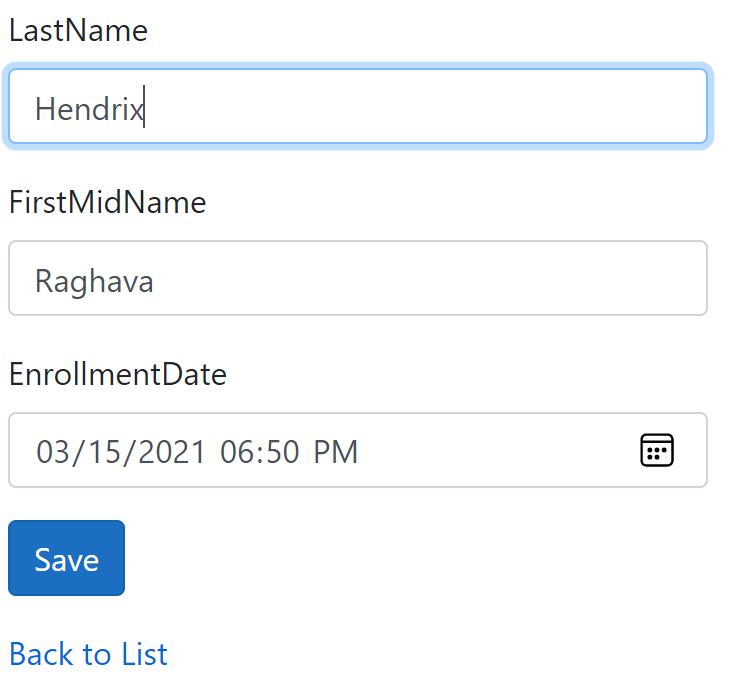 LastName
Hendrix
FirstMidName
Raghava
EnrollmentDate
03/15/2021 06:50 PM
Save
Back to List